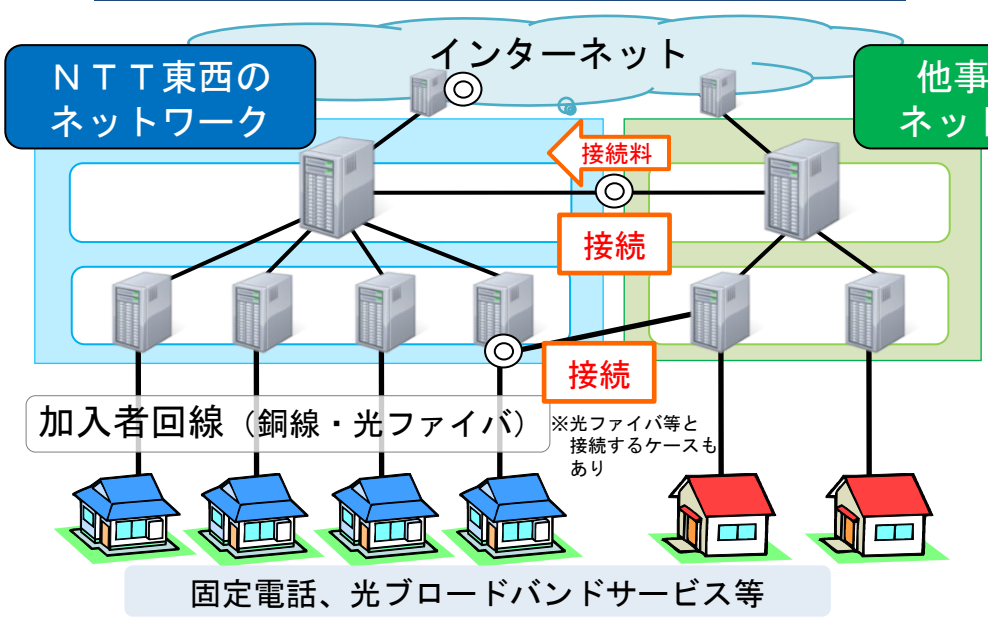 インターネット
ＮＴＴ東西の
ネットワーク
他事
ネット
接続料
接続
接続
加入者回線（銅線・光ファイバ）
※光ファイバ等と
接続するケースも
あり
固定電話、光ブロードバンドサービス等